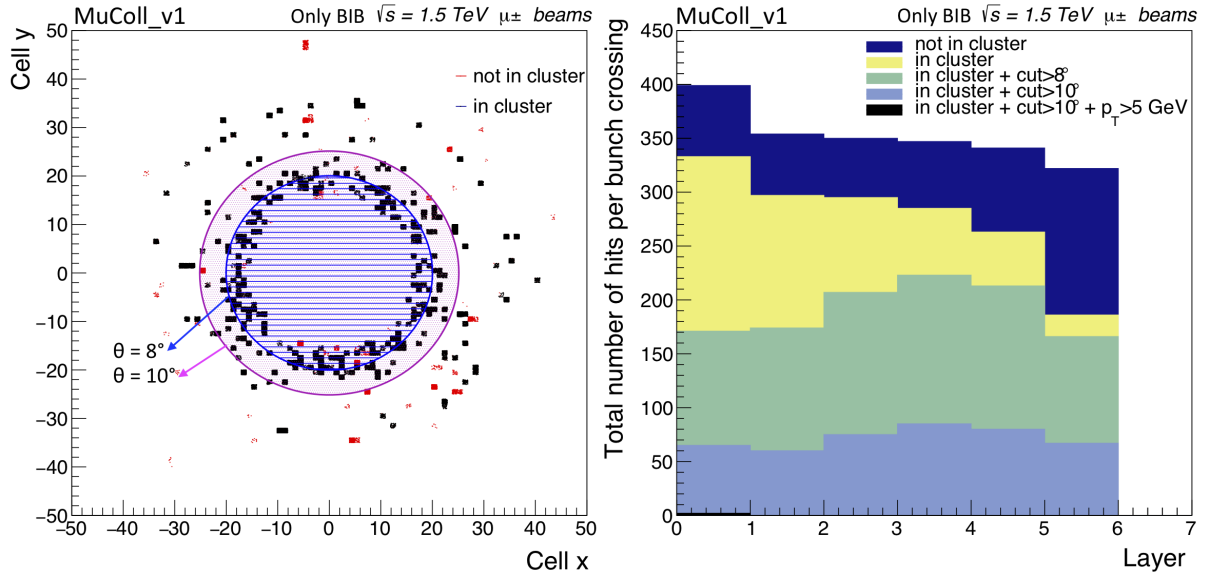 MuColl_v1
Only BIB √s = 1.5 TeV μ± beams
Cell y
50
40
30
20
10
0
−10
−20
−30
−40
−50
not in cluster
in cluster
θ = 8°
θ = 10°
−50 −40 −30 −20 −10 0 10 20 30 40 50
Cell x
MuColl_v1
Only BIB √s = 1.5 TeV μ± beams
Total number of hits per bunch crossing
450
400
350
300
250
200
150
100
50
0
not in cluster
in cluster
in cluster + cut>8°
in cluster + cut>10°
in cluster + cut>10° + p_T>5 GeV
0 1 2 3 4 5 6 7
Layer